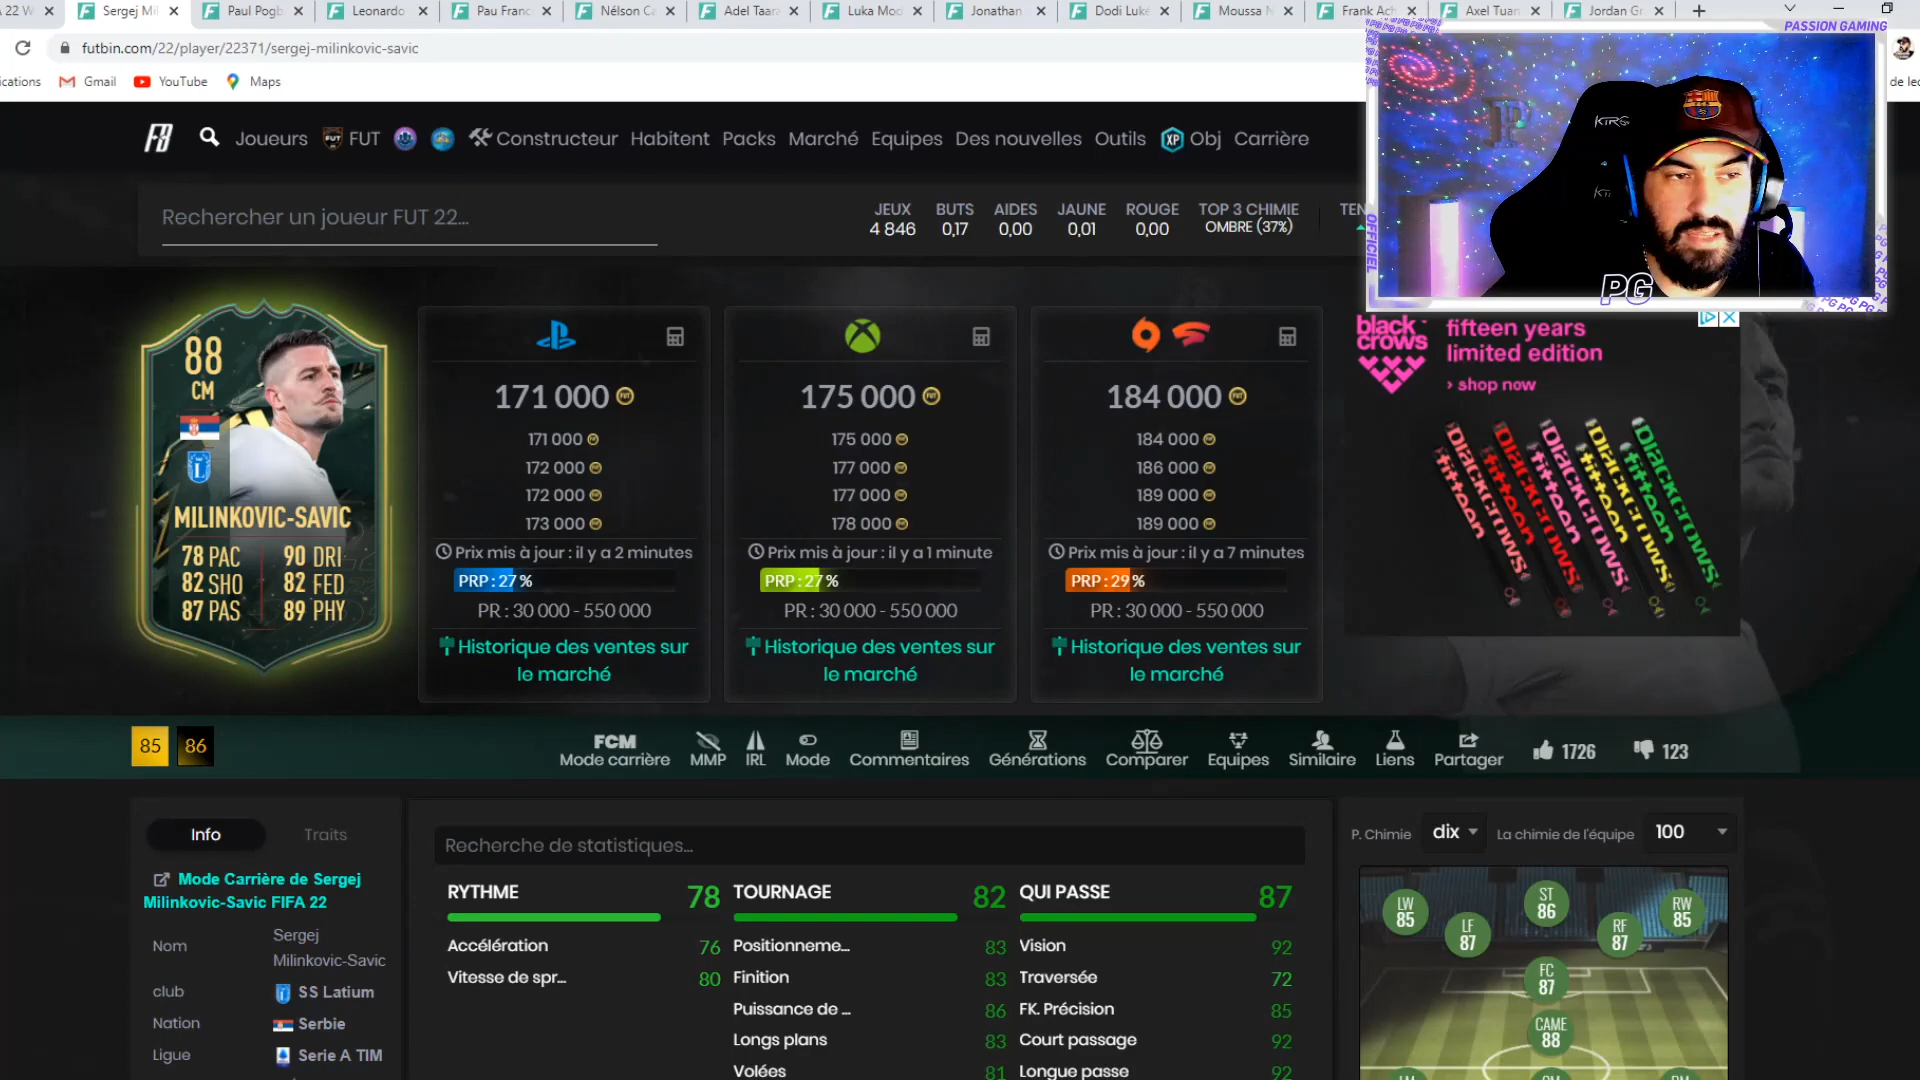 22 W
Sergej Mi
Paul Pogb
Leonardo
Pau Franc
Nélson C
Adel Taar
Luka Mod
Jonathan
Dodi Luk
Moussa N
Frank Ach
Axel Tuan
Jordan Gr
PASSION GAMING
futbin.com/22/player/22371/sergej-milinkovic-savic
ications
Gmail
YouTube
Maps
de lec
Joueurs
FUT
Constructeur
Habitent
Packs
Marché
Equipes
Des nouvelles
Outils
XP
Obj
Carrière
Rechercher un joueur FUT 22...
JEUX
4 846
BUTS
0,17
AIDES
0,00
JAUNE
0,01
ROUGE
0,00
TOP 3 CHIMIE
OMBRE (37%)
TEN
OFFICIEL
PG
88
CM
MILINKOVIC-SAVIC
78 PAC
90 DRI
82 SHO
82 FED
87 PAS
89 PHY
171 000
171 000
172 000
172 000
173 000
Prix mis à jour : il y a 2 minutes
PRP : 27 %
PR : 30 000 - 550 000
Historique des ventes sur
le marché
175 000
175 000
177 000
177 000
178 000
Prix mis à jour : il y a 1 minute
PRP : 27 %
PR : 30 000 - 550 000
Historique des ventes sur
le marché
184 000
184 000
186 000
189 000
189 000
Prix mis à jour : il y a 7 minutes
PRP : 29 %
PR : 30 000 - 550 000
Historique des ventes sur
le marché
black
crows
fifteen years
limited edition
› shop now
85
86
FCM
Mode carrière
MMP
IRL
Mode
Commentaires
Générations
Comparer
Equipes
Similaire
Liens
Partager
1726
123
Info
Traits
Mode Carrière de Sergej
Milinkovic-Savic FIFA 22
Nom
Sergej
Milinkovic-Savic
club
SS Latium
Nation
Serbie
Ligue
Serie A TIM
Recherche de statistiques...
RYTHME
78
Accélération
76
Vitesse de spr...
80
TOURNAGE
82
Positionneme...
83
Finition
83
Puissance de ...
86
Longs plans
83
Volées
81
QUI PASSE
87
Vision
92
Traversée
72
FK. Précision
85
Court passage
92
Longue passe
92
P. Chimie
dix
La chimie de l'équipe
100
LW
85
ST
86
RW
85
LF
87
RF
87
FC
87
CAME
88